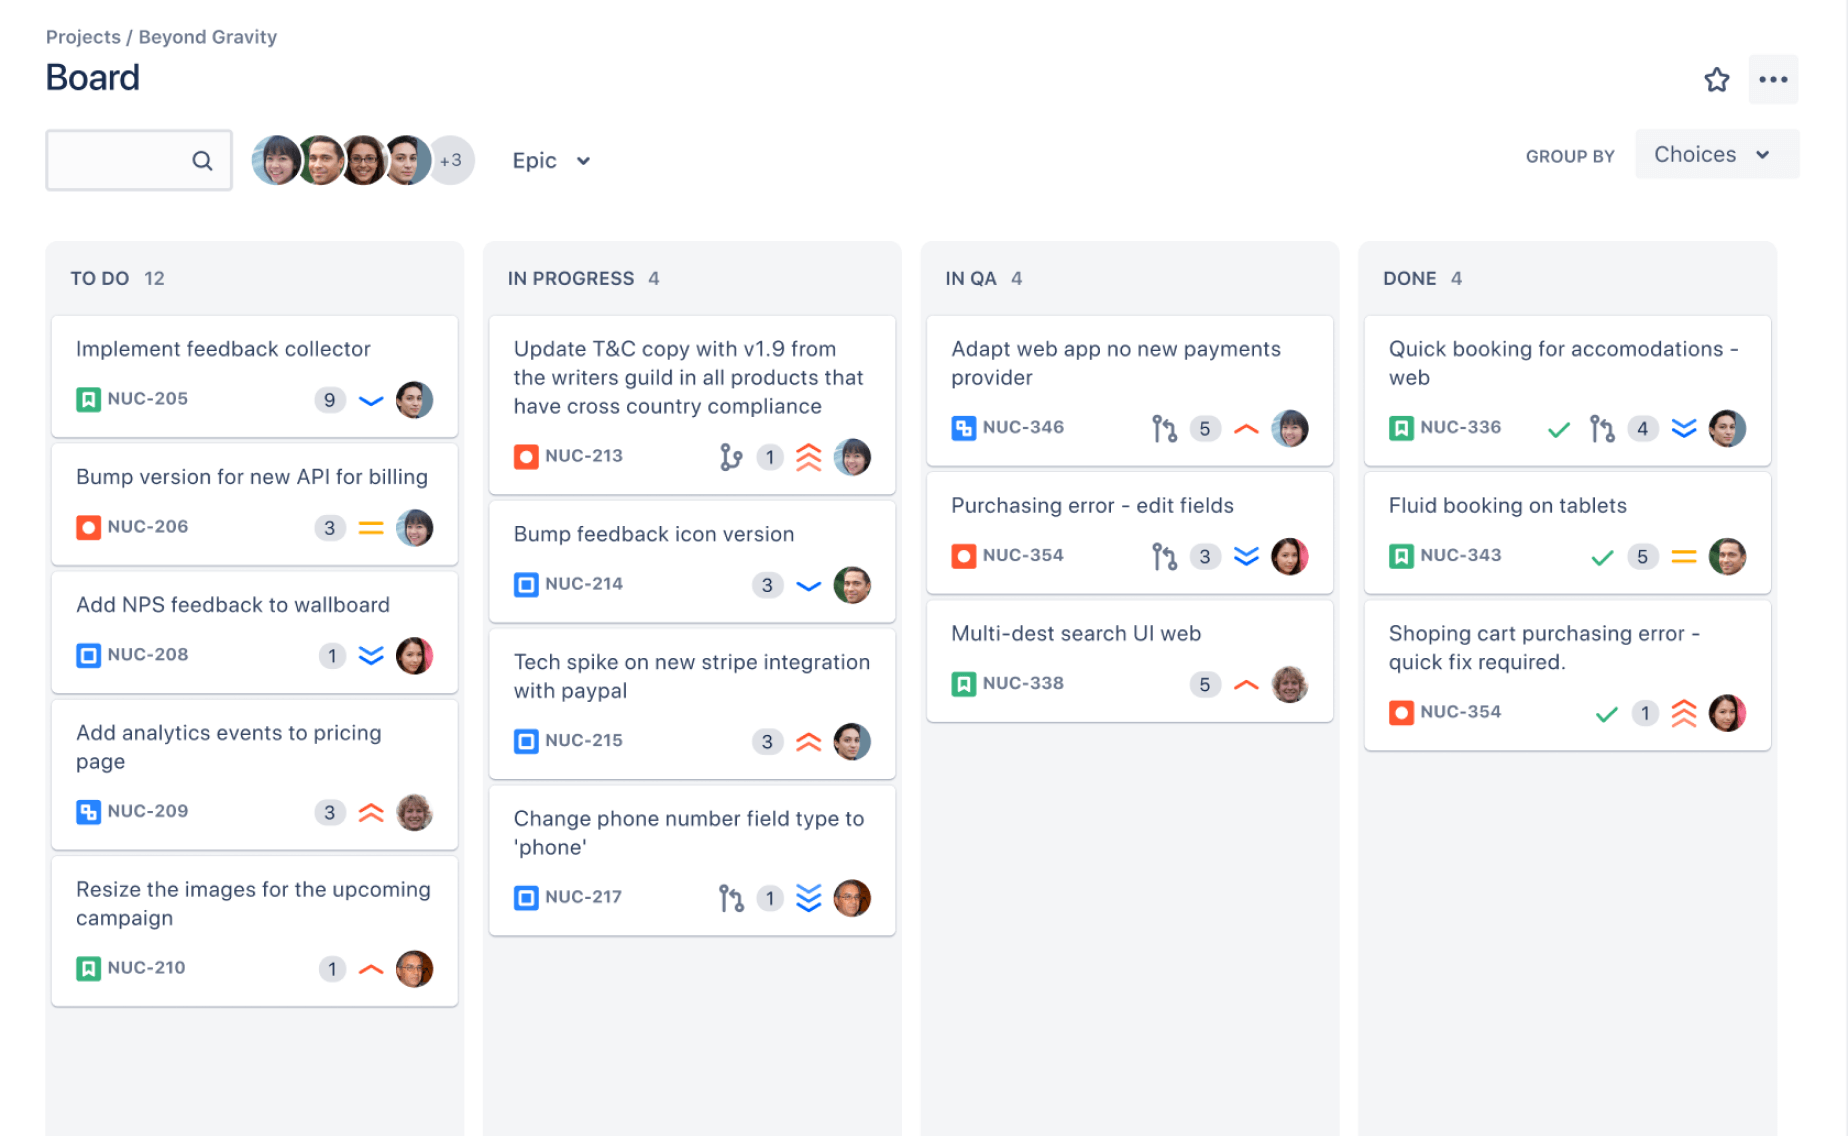 Projects / Beyond Gravity
Board
+3
Epic
GROUP BY
Choices
TO DO 12
Implement feedback collector
NUC-205
9
Bump version for new API for billing
NUC-206
3
Add NPS feedback to wallboard
NUC-208
1
Add analytics events to pricing
page
NUC-209
3
Resize the images for the upcoming
campaign
NUC-210
1
IN PROGRESS 4
Update T&C copy with v1.9 from
the writers guild in all products that
have cross country compliance
NUC-213
1
Bump feedback icon version
NUC-214
3
Tech spike on new stripe integration
with paypal
NUC-215
3
Change phone number field type to
'phone'
NUC-217
1
IN QA 4
Adapt web app no new payments
provider
NUC-346
5
Purchasing error - edit fields
NUC-354
3
Multi-dest search UI web
NUC-338
5
DONE 4
Quick booking for accomodations -
web
NUC-336
4
Fluid booking on tablets
NUC-343
5
Shoping cart purchasing error -
quick fix required.
NUC-354
1